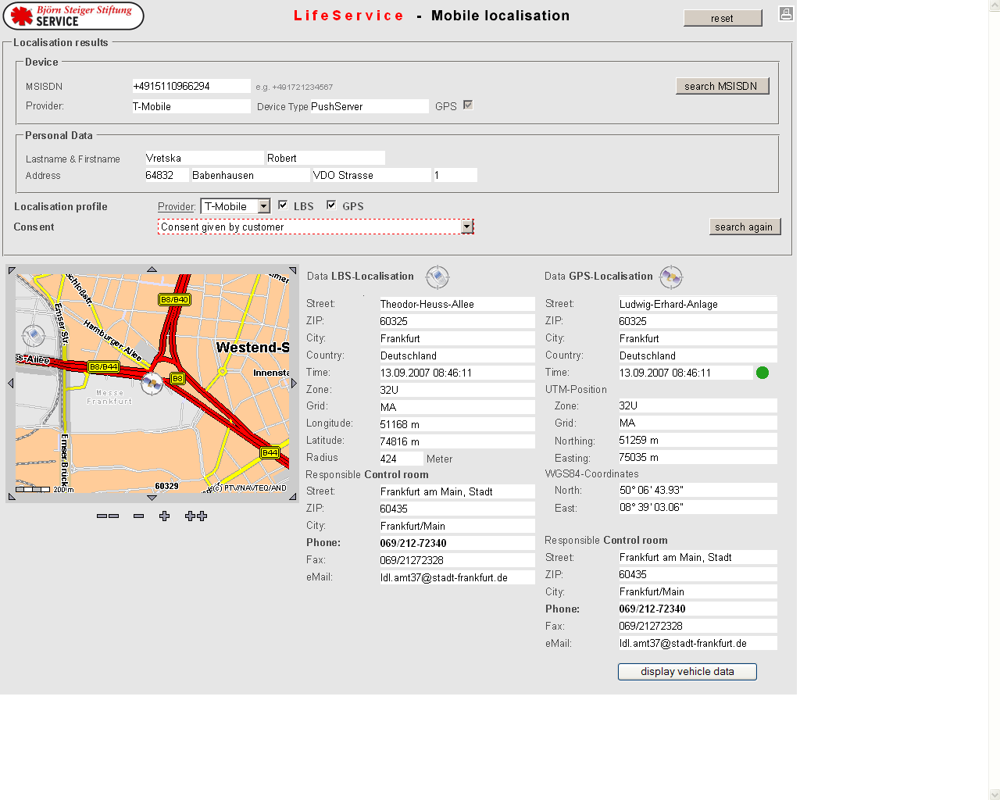 Björn Steiger Stiftung
SERVICE
LifeService - Mobile localisation
reset
Localisation results
Device
MSISDN +4915110966294 e.g. +491721234567 search MSISDN
Provider: T-Mobile Device Type PushServer GPS
Personal Data
Lastname & Firstname Vretska Robert
Address 64832 Babenhausen VDO Strasse 1
Localisation profile Provider: T-Mobile LBS GPS
Consent Consent given by customer search again
Schloßstr.
Emser Str.
Hamburger Allee
B8/B40
Westend-S
ss-Allee
B8/B44
B8
Innensta
Messe
Frankfurt
Emser Brück
B44
200 m
60329
(c) PTV/NAVTEQ/AND
Data LBS-Localisation
Street: Theodor-Heuss-Allee
ZIP: 60325
City: Frankfurt
Country: Deutschland
Time: 13.09.2007 08:46:11
Zone: 32U
Grid: MA
Longitude: 51168 m
Latitude: 74816 m
Radius 424 Meter
Responsible Control room
Street: Frankfurt am Main, Stadt
ZIP: 60435
City: Frankfurt/Main
Phone: 069/212-72340
Fax: 069/21272328
eMail: ldl.amt37@stadt-frankfurt.de
Data GPS-Localisation
Street: Ludwig-Erhard-Anlage
ZIP: 60325
City: Frankfurt
Country: Deutschland
Time: 13.09.2007 08:46:11
UTM-Position
Zone: 32U
Grid: MA
Northing: 51259 m
Easting: 75035 m
WGS84-Coordinates
North: 50° 06' 43.93"
East: 08° 39' 03.06"
Responsible Control room
Street: Frankfurt am Main, Stadt
ZIP: 60435
City: Frankfurt/Main
Phone: 069/212-72340
Fax: 069/21272328
eMail: ldl.amt37@stadt-frankfurt.de
display vehicle data